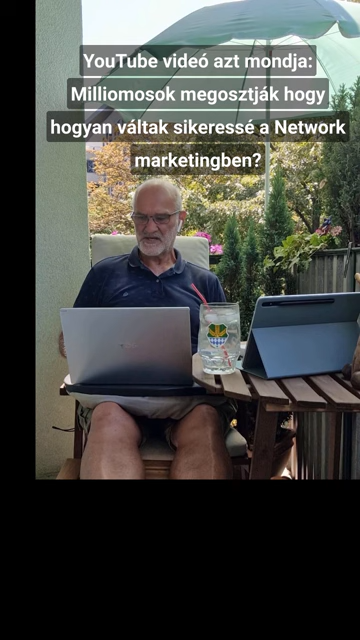 YouTube videó azt mondja:
Milliomosok megosztják hogy
hogyan váltak sikeressé a Network
marketingben?